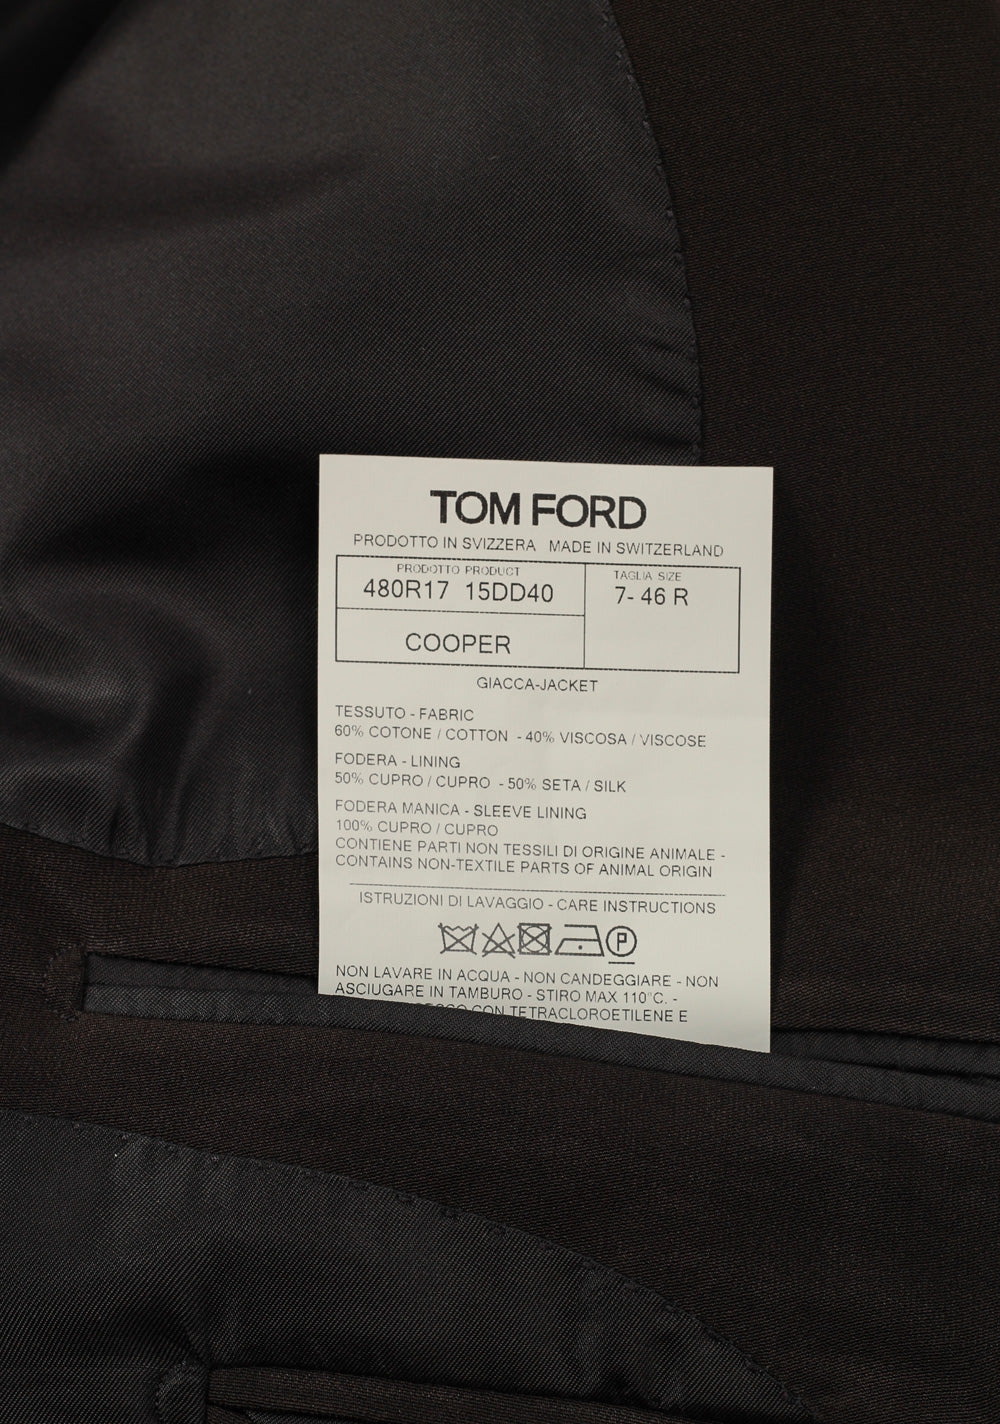 TOM FORD
PRODOTTO IN SVIZZERA MADE IN SWITZERLAND
PRODOTTO PRODUCT
480R17 15DD40
TAGLIA SIZE
7- 46 R
COOPER
GIACCA-JACKET
TESSUTO - FABRIC
60% COTONE / COTTON - 40% VISCOSA / VISCOSE
FODERA - LINING
50% CUPRO / CUPRO - 50% SETA / SILK
FODERA MANICA - SLEEVE LINING
100% CUPRO / CUPRO
CONTIENE PARTI NON TESSILI DI ORIGINE ANIMALE -
CONTAINS NON-TEXTILE PARTS OF ANIMAL ORIGIN
ISTRUZIONI DI LAVAGGIO - CARE INSTRUCTIONS
P
NON LAVARE IN ACQUA - NON CANDEGGIARE - NON
ASCIUGARE IN TAMBURO - STIRO MAX 110°C. -
CON TETRACLOROETILENE E